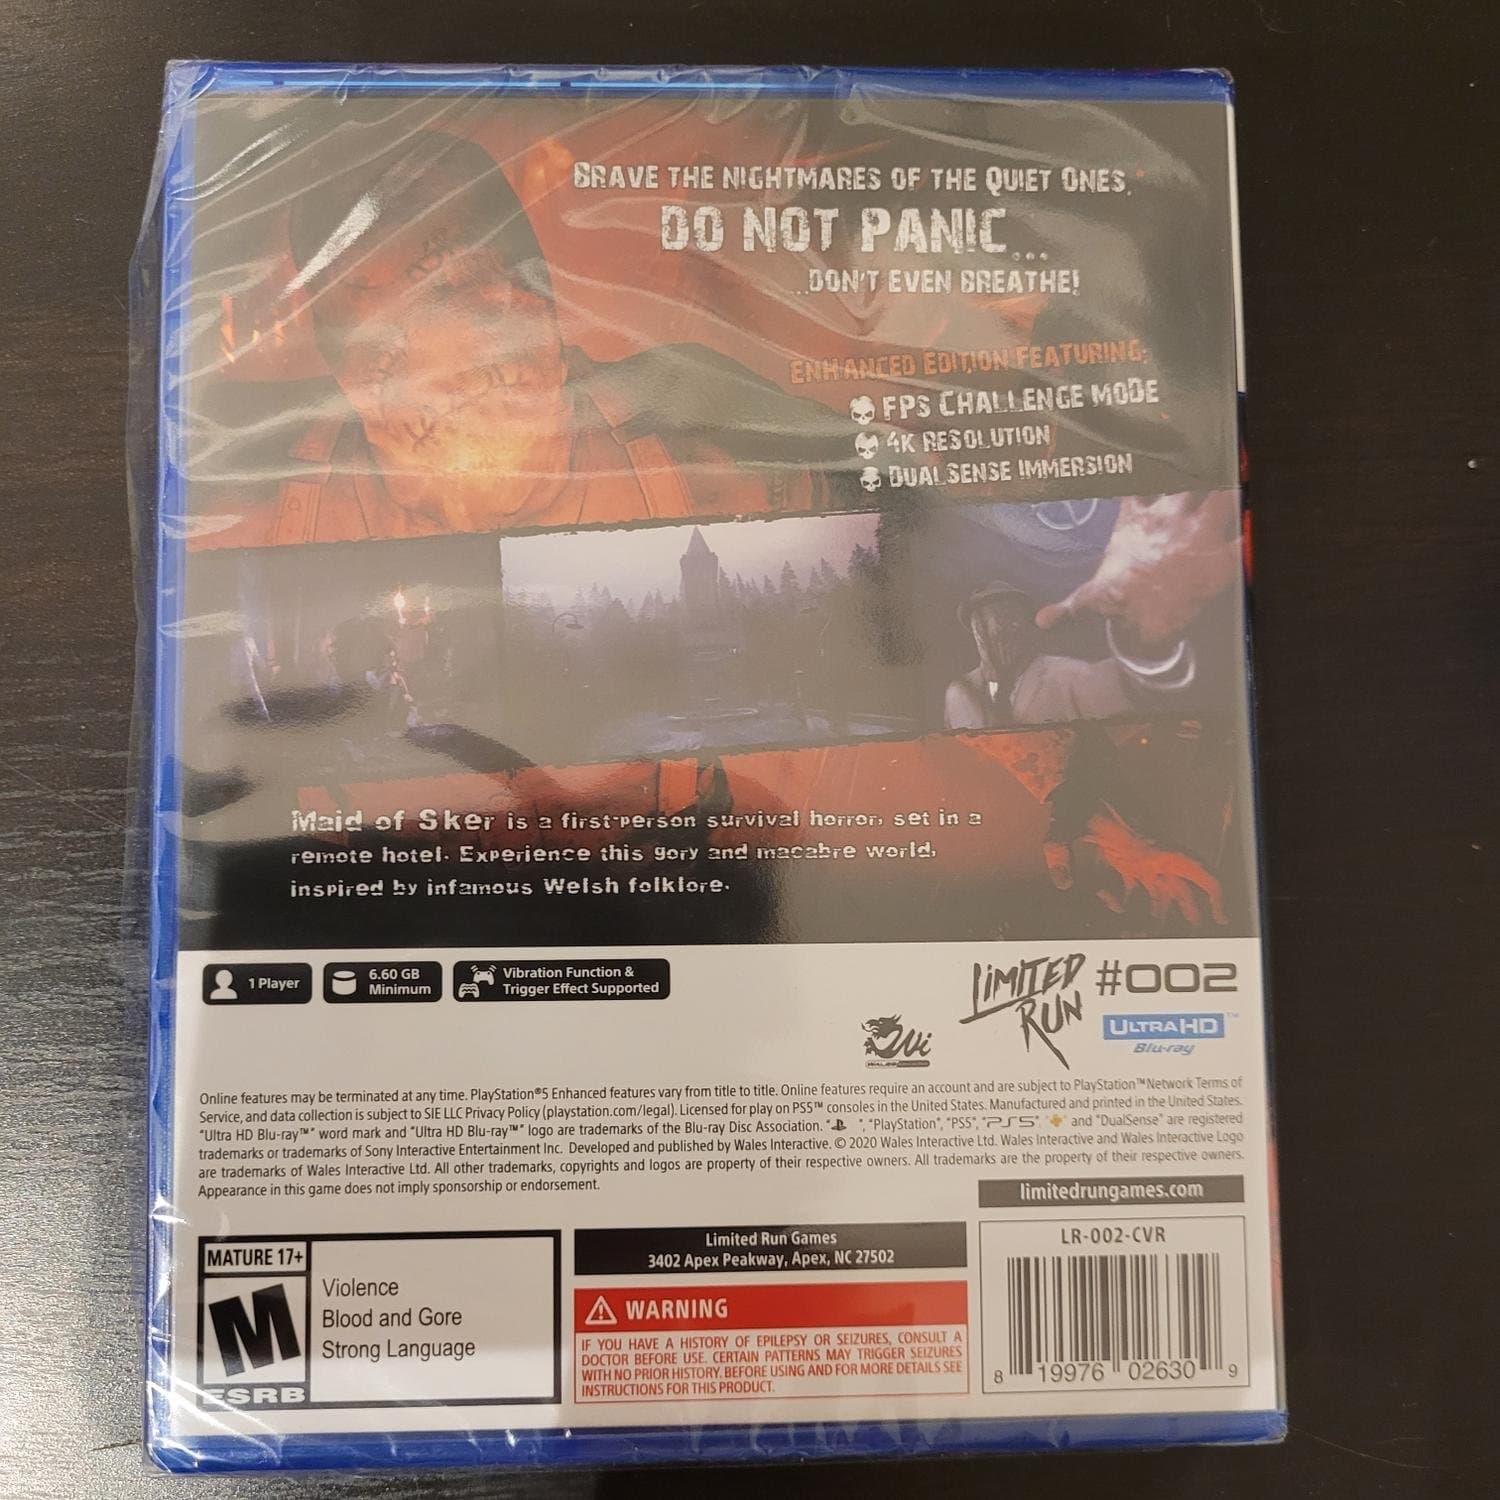 BRAVE THE NIGHTMARES OF THE QUIET ONES.
DO NOT PANIC...
...DON'T EVEN BREATHE!
ENHANCED EDITION FEATURING:
FPS CHALLENGE MODE
4K RESOLUTION
DUALSENSE IMMERSION
Maid of Sker is a first-person survival horror, set in a
remote hotel. Experience this gory and macabre world,
inspired by infamous Welsh folklore.
1 Player
6.60 GB
Minimum
Vibration Function &
Trigger Effect Supported
LIMITED
RUN
#002
ULTRA HD™
Blu-ray
Wi
Online features may be terminated at any time. PlayStation®5 Enhanced features vary from title to title. Online features require an account and are subject to PlayStation™Network Terms of
Service, and data collection is subject to SIE LLC Privacy Policy (playstation.com/legal). Licensed for play on PS5™ consoles in the United States. Manufactured and printed in the United States.
"Ultra HD Blu-ray™" word mark and "Ultra HD Blu-ray™" logo are trademarks of the Blu-ray Disc Association. " ", "PlayStation", "PS5", "PS5", " " and "DualSense" are registered
trademarks or trademarks of Sony Interactive Entertainment Inc. Developed and published by Wales Interactive. © 2020 Wales Interactive Ltd. Wales Interactive and Wales Interactive Logo
are trademarks of Wales Interactive Ltd. All other trademarks, copyrights and logos are property of their respective owners. All trademarks are the property of their respective owners.
Appearance in this game does not imply sponsorship or endorsement.
limitedrungames.com
MATURE 17+
M
ESRB
Violence
Blood and Gore
Strong Language
Limited Run Games
3402 Apex Peakway, Apex, NC 27502
WARNING
IF YOU HAVE A HISTORY OF EPILEPSY OR SEIZURES, CONSULT A
DOCTOR BEFORE USE. CERTAIN PATTERNS MAY TRIGGER SEIZURES
WITH NO PRIOR HISTORY. BEFORE USING AND FOR MORE DETAILS SEE
INSTRUCTIONS FOR THIS PRODUCT.
LR-002-CVR
8 19976 02630 9